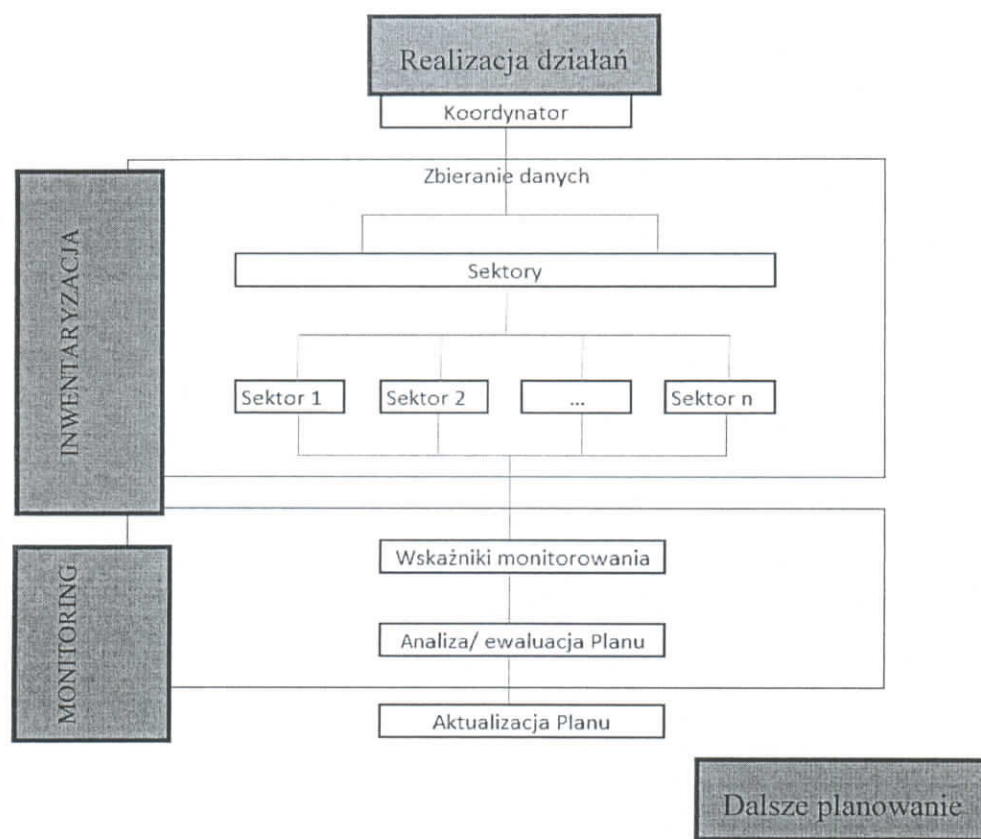 Realizacja działań
Koordynator
INWENTARYZACJA
Zbieranie danych
Sektory
Sektor 1
Sektor 2
...
Sektor n
MONITORING
Wskaźniki monitorowania
Analiza/ ewaluacja Planu
Aktualizacja Planu
Dalsze planowanie